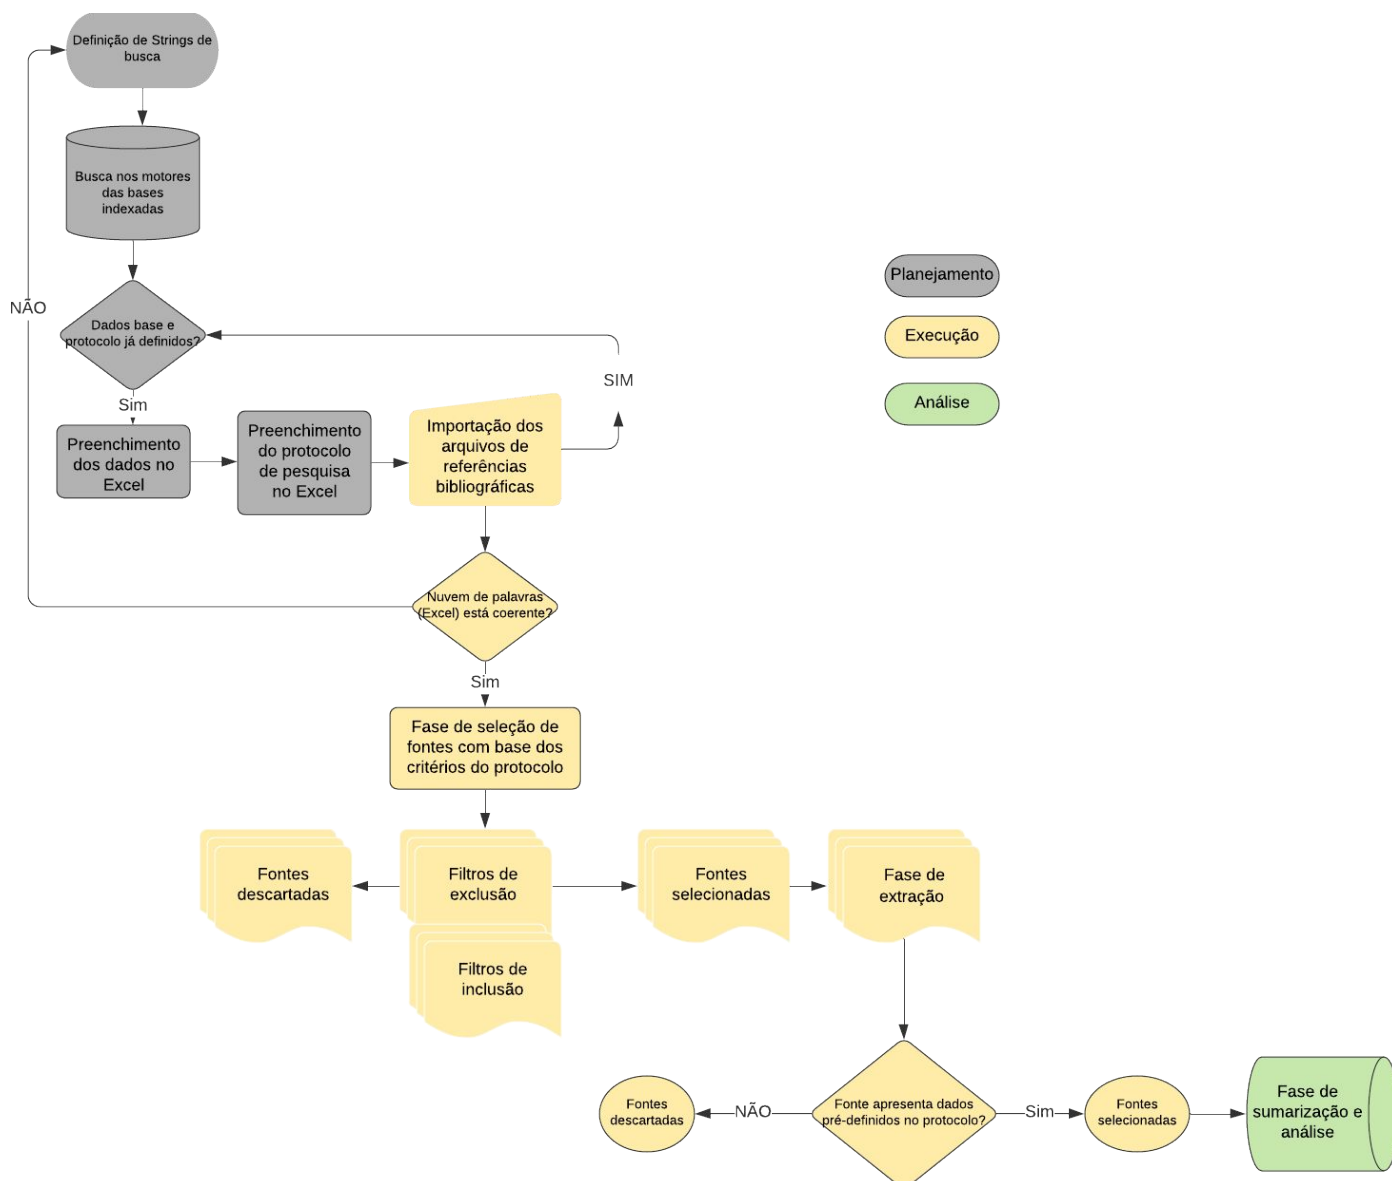 Definição de Strings de
busca
Busca nos motores
das bases
indexadas
NÃO
Dados base e
protocolo já definidos?
Sim
SIM
Planejamento
Execução
Análise
Preenchimento
dos dados no
Excel
Preenchimento
do protocolo
de pesquisa
no Excel
Importação dos
arquivos de
referências
bibliográficas
Nuvem de palavras
(Excel) está coerente?
Sim
Fase de seleção de
fontes com base dos
critérios do protocolo
Fontes
descartadas
Filtros de
exclusão
Fontes
selecionadas
Fase de
extração
Filtros de
inclusão
Fontes
descartadas
NÃO
Fonte apresenta dados
pré-definidos no protocolo?
Sim
Fontes
selecionadas
Fase de
sumarização e
análise